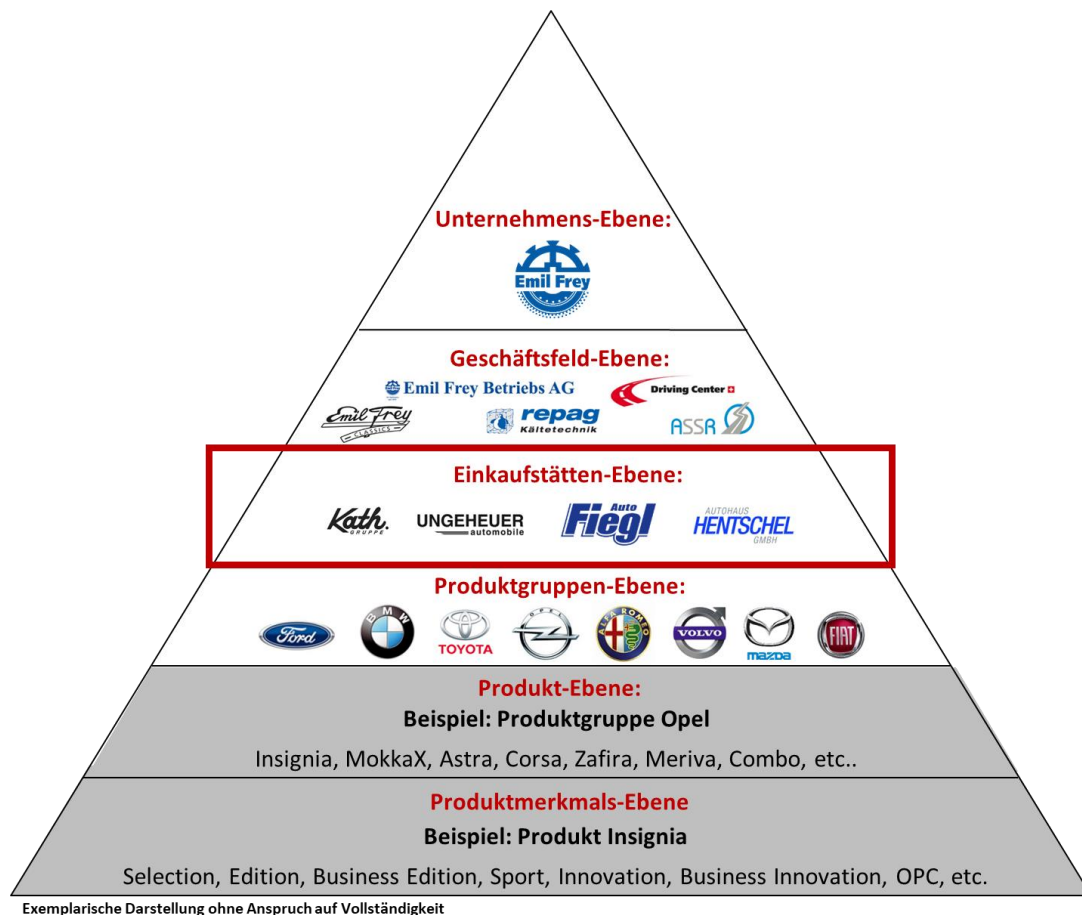 Unternehmens-Ebene:
Emil Frey
Geschäftsfeld-Ebene:
Emil Frey Betriebs AG
Driving Center
Emil Frey
CLASSICS
repag
Kältetechnik
ASSR
Einkaufstätten-Ebene:
Kath.
GRUPPE
UNGEHEUER
automobile
Auto
Fiegl
AUTOHAUS
HENTSCHEL
GMBH
Produktgruppen-Ebene:
Ford
BMW
TOYOTA
OPEL
ALFA ROMEO
VOLVO
mazda
FIAT
Produkt-Ebene:
Beispiel: Produktgruppe Opel
Insignia, MokkaX, Astra, Corsa, Zafira, Meriva, Combo, etc..
Produktmerkmals-Ebene
Beispiel: Produkt Insignia
Selection, Edition, Business Edition, Sport, Innovation, Business Innovation, OPC, etc.
Exemplarische Darstellung ohne Anspruch auf Vollständigkeit